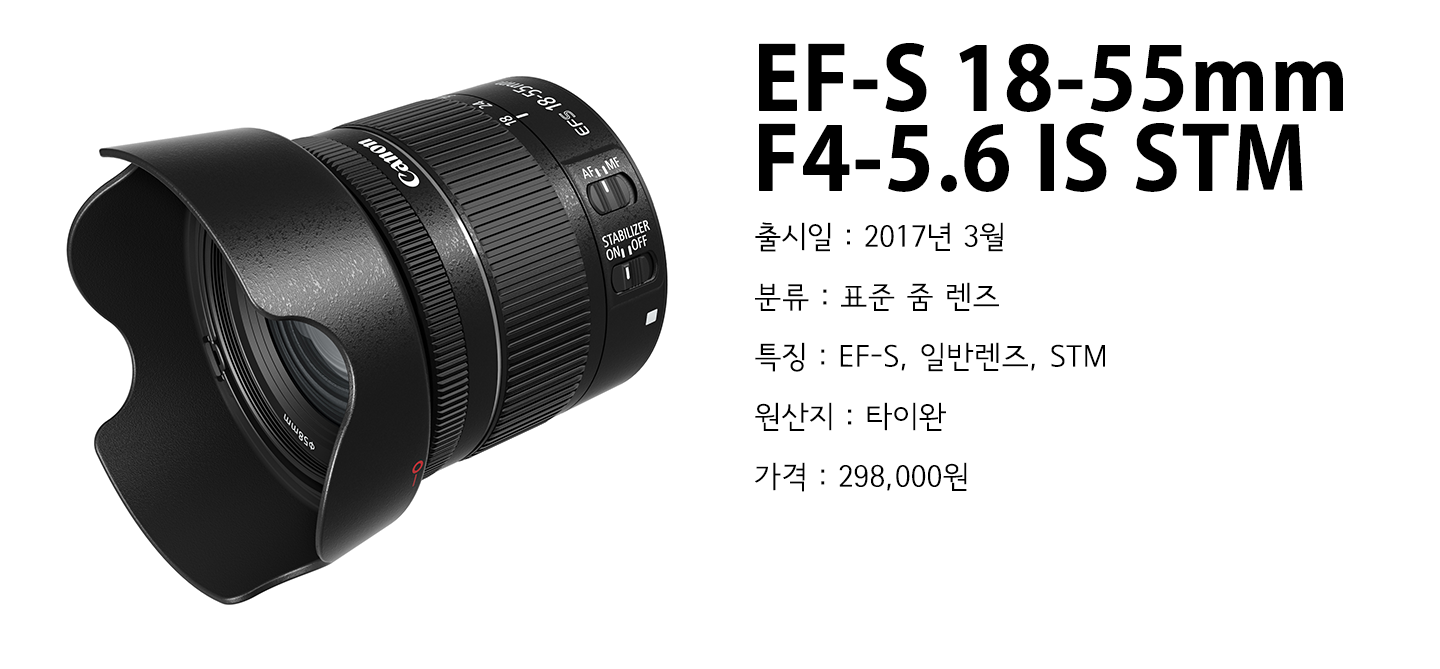 EF-S 18-55mm
F4-5.6 IS STM
출시일 : 2017년 3월
분류 : 표준 줌 렌즈
특징 : EF-S, 일반렌즈, STM
원산지 : 타이완
가격 : 298,000원
EFS 18-55mm
24
18
Canon
AF MF
STABILIZER
ON OFF
φ58mm